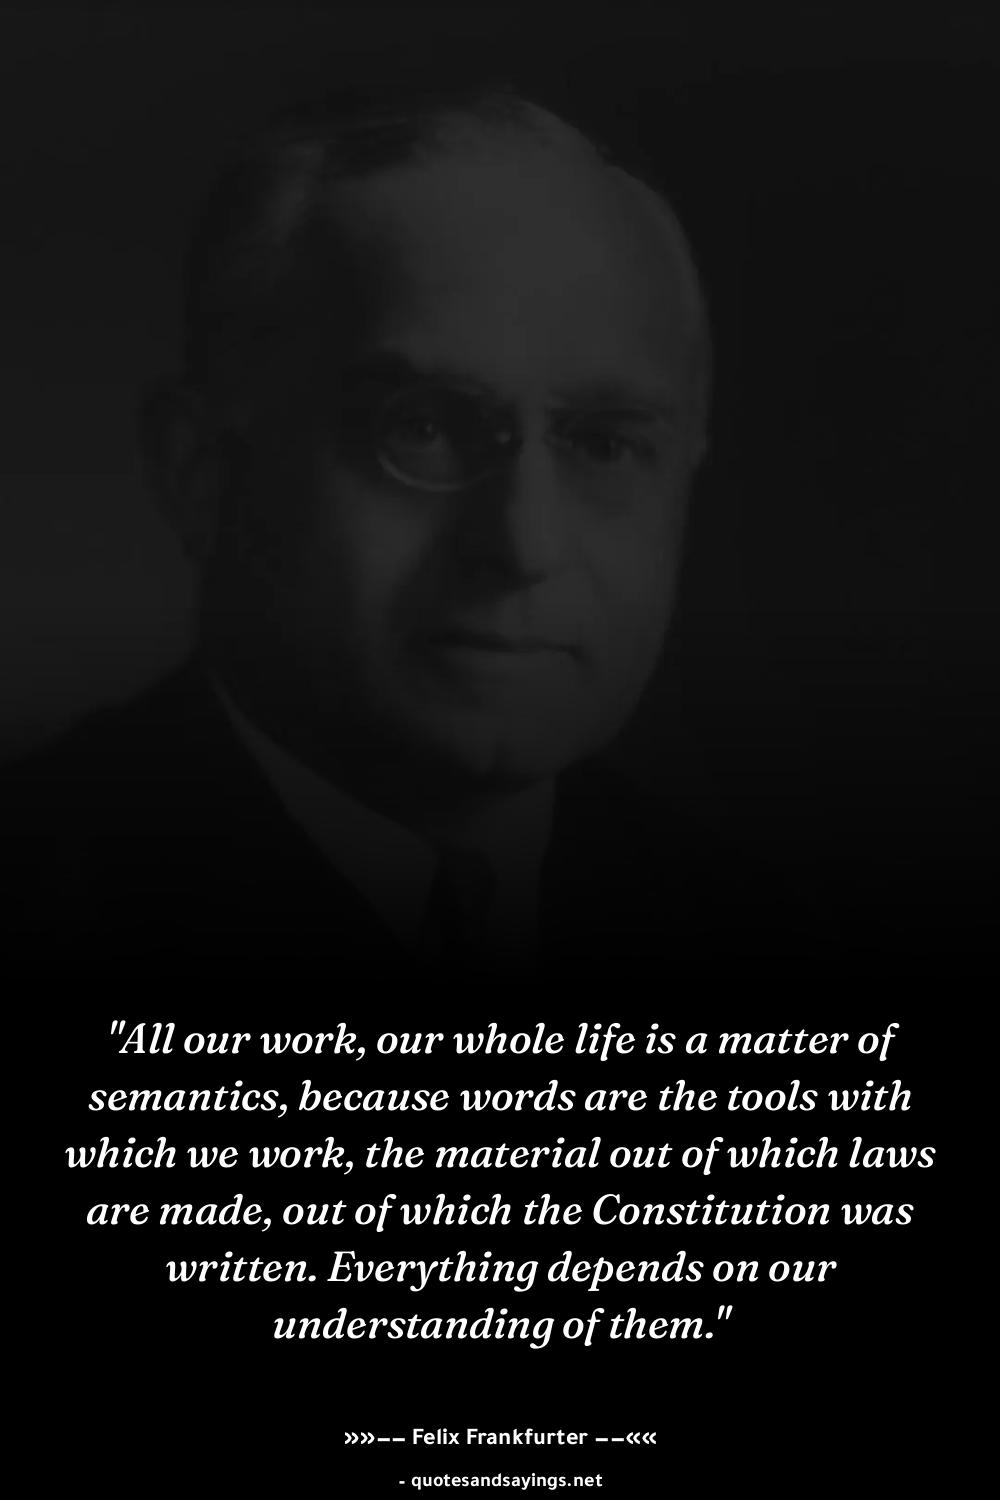 "All our work, our whole life is a matter of
semantics, because words are the tools with
which we work, the material out of which laws
are made, out of which the Constitution was
written. Everything depends on our
understanding of them."
»»–– Felix Frankfurter ––««
- quotesandsayings.net